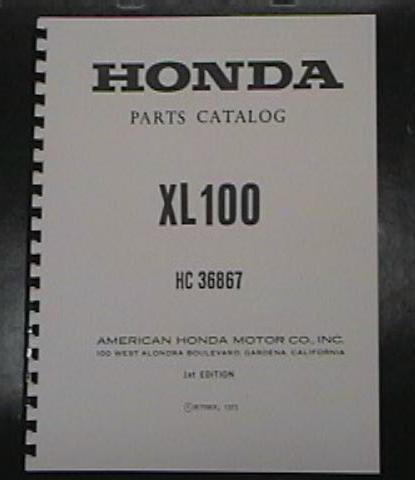 HONDA
PARTS CATALOG
XL100
HC 36867
AMERICAN HONDA MOTOR CO., INC.
100 WEST ALONDRA BOULEVARD, GARDENA, CALIFORNIA
1st EDITION
©